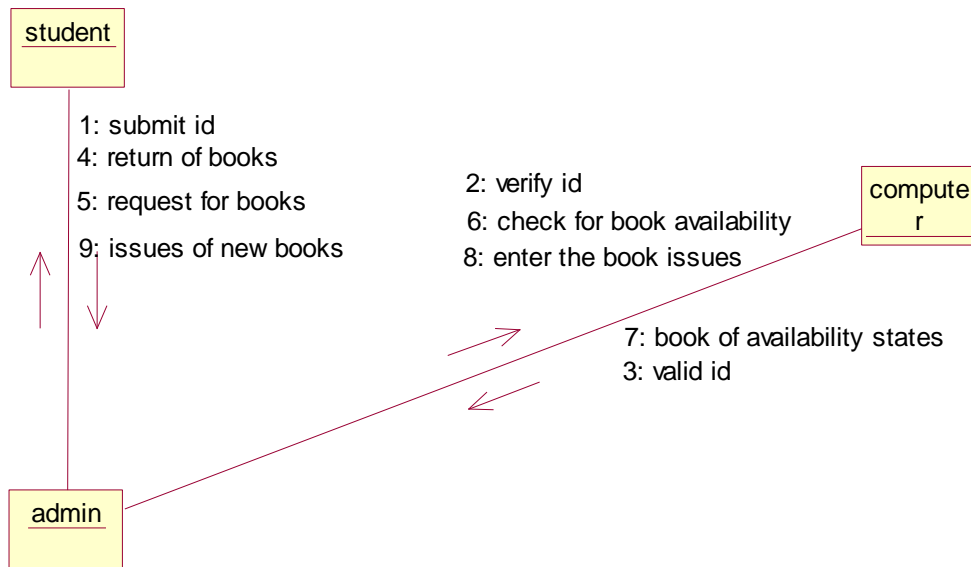 student
1: submit id
4: return of books
5: request for books
9: issues of new books
2: verify id
6: check for book availability
8: enter the book issues
compute
r
7: book of availability states
3: valid id
admin